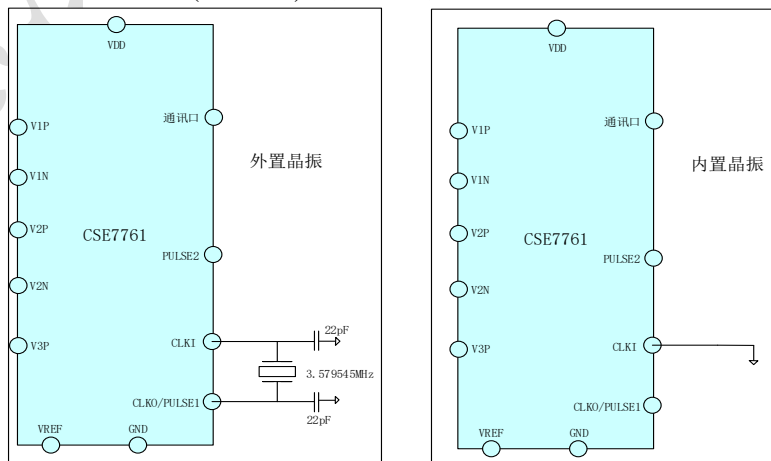 VDD
V1P
通讯口
外置晶振
V1N
V2P
CSE7761
PULSE2
V2N
22pF
CLKI
V3P
3.579545MHz
CLKO/PULSE1
22pF
VREF
GND
VDD
V1P
通讯口
内置晶振
V1N
V2P
CSE7761
PULSE2
V2N
CLKI
V3P
CLKO/PULSE1
VREF
GND